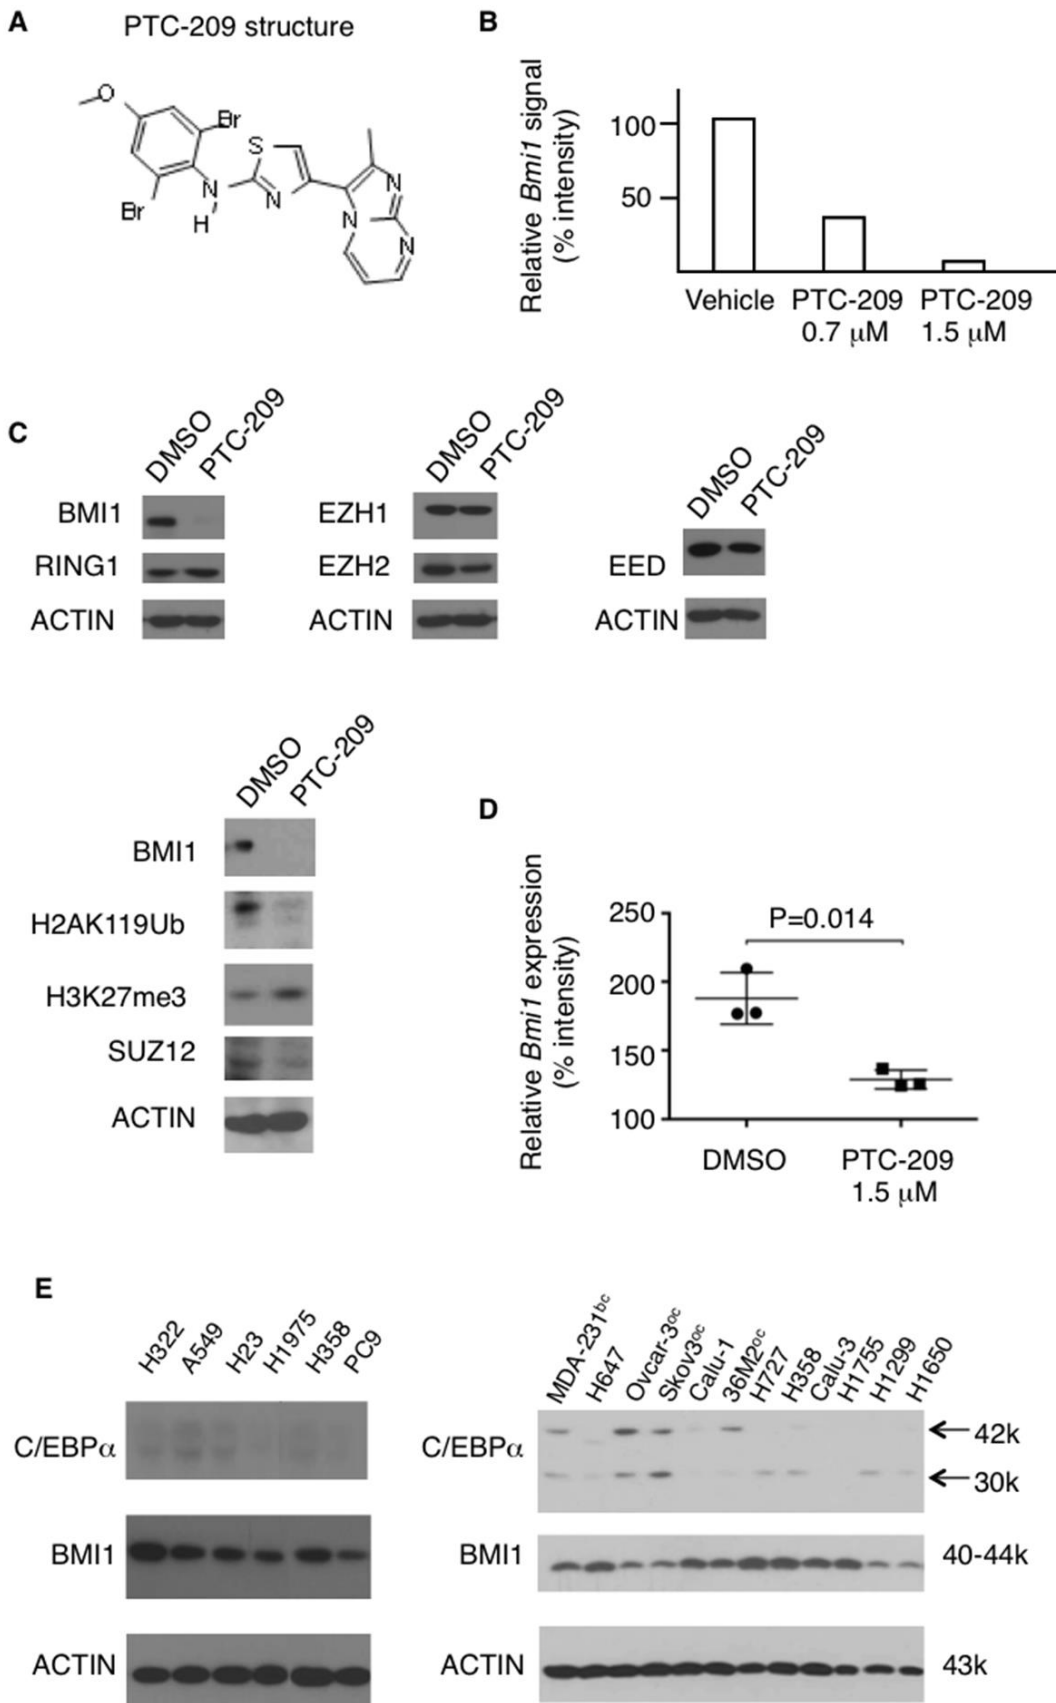 A
PTC-209 structure
O
Br
S
N
N
H
Br
N
N
N
N
B
Relative Bmi1 signal
(% intensity)
100
50
Vehicle
PTC-209
0.7 μM
PTC-209
1.5 μM
C
DMSO
PTC-209
BMI1
RING1
ACTIN
DMSO
PTC-209
EZH1
EZH2
ACTIN
DMSO
PTC-209
EED
ACTIN
DMSO
PTC-209
BMI1
H2AK119Ub
H3K27me3
SUZ12
ACTIN
D
Relative Bmi1 expression
(% intensity)
250
200
150
100
P=0.014
DMSO
PTC-209
1.5 μM
E
H322
A549
H23
H1975
H358
PC9
C/EBPα
BMI1
ACTIN
MDA-231bc
H647
Ovcar-3oc
Skov3oc
Calu-1
36M2oc
H727
H358
Calu-3
H1755
H1299
H1650
C/EBPα
42k
30k
BMI1
40-44k
ACTIN
43k